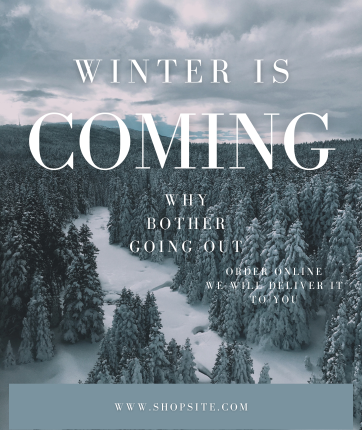 WINTER IS
COMING
WHY
BOTHER
GOING OUT
ORDER ONLINE
WE WILL DELIVER IT
TO YOU
WWW.SHOPSITE.COM